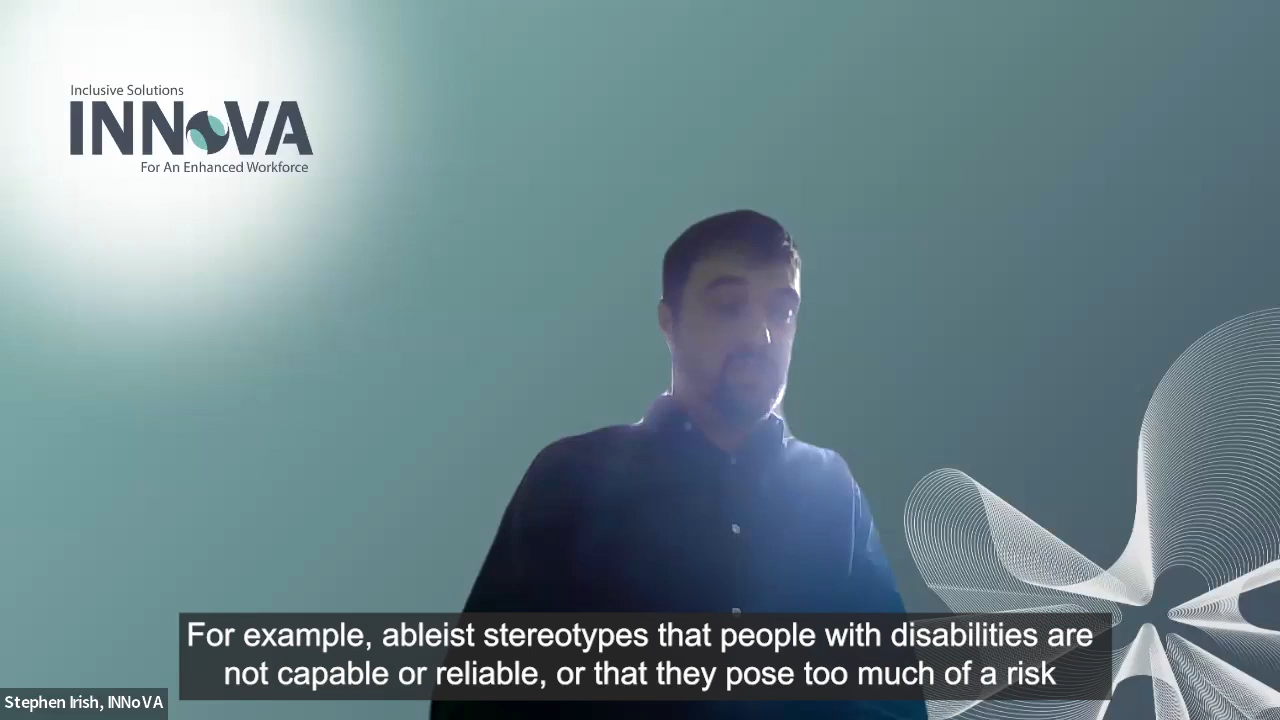 Inclusive Solutions
INNoVA
For An Enhanced Workforce
For example, ableist stereotypes that people with disabilities are
not capable or reliable, or that they pose too much of a risk
Stephen Irish, INNoVA